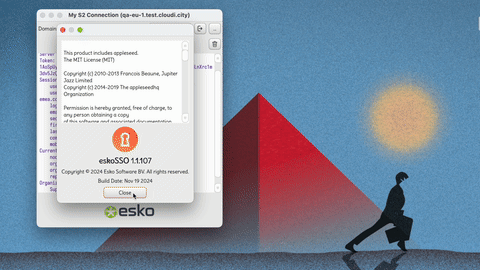 My S2 Connection (qa-eu-1.test.cloudi.city)
Domain
Token:
This product includes appleseed.
The MIT License (MIT)
Copyright (c) 2010-2013 Francois Beaune, Jupiter
Jazz Limited
Copyright (c) 2014-2019 The appleseedhq
Organization
Permission is hereby granted, free of charge, to
any person obtaining a copy
of this software and associated documentation
eskoSSO 1.1.107
Copyright © 2024 Esko Software BV. All rights reserved.
Build Date: Nov 19 2024
Close
esko